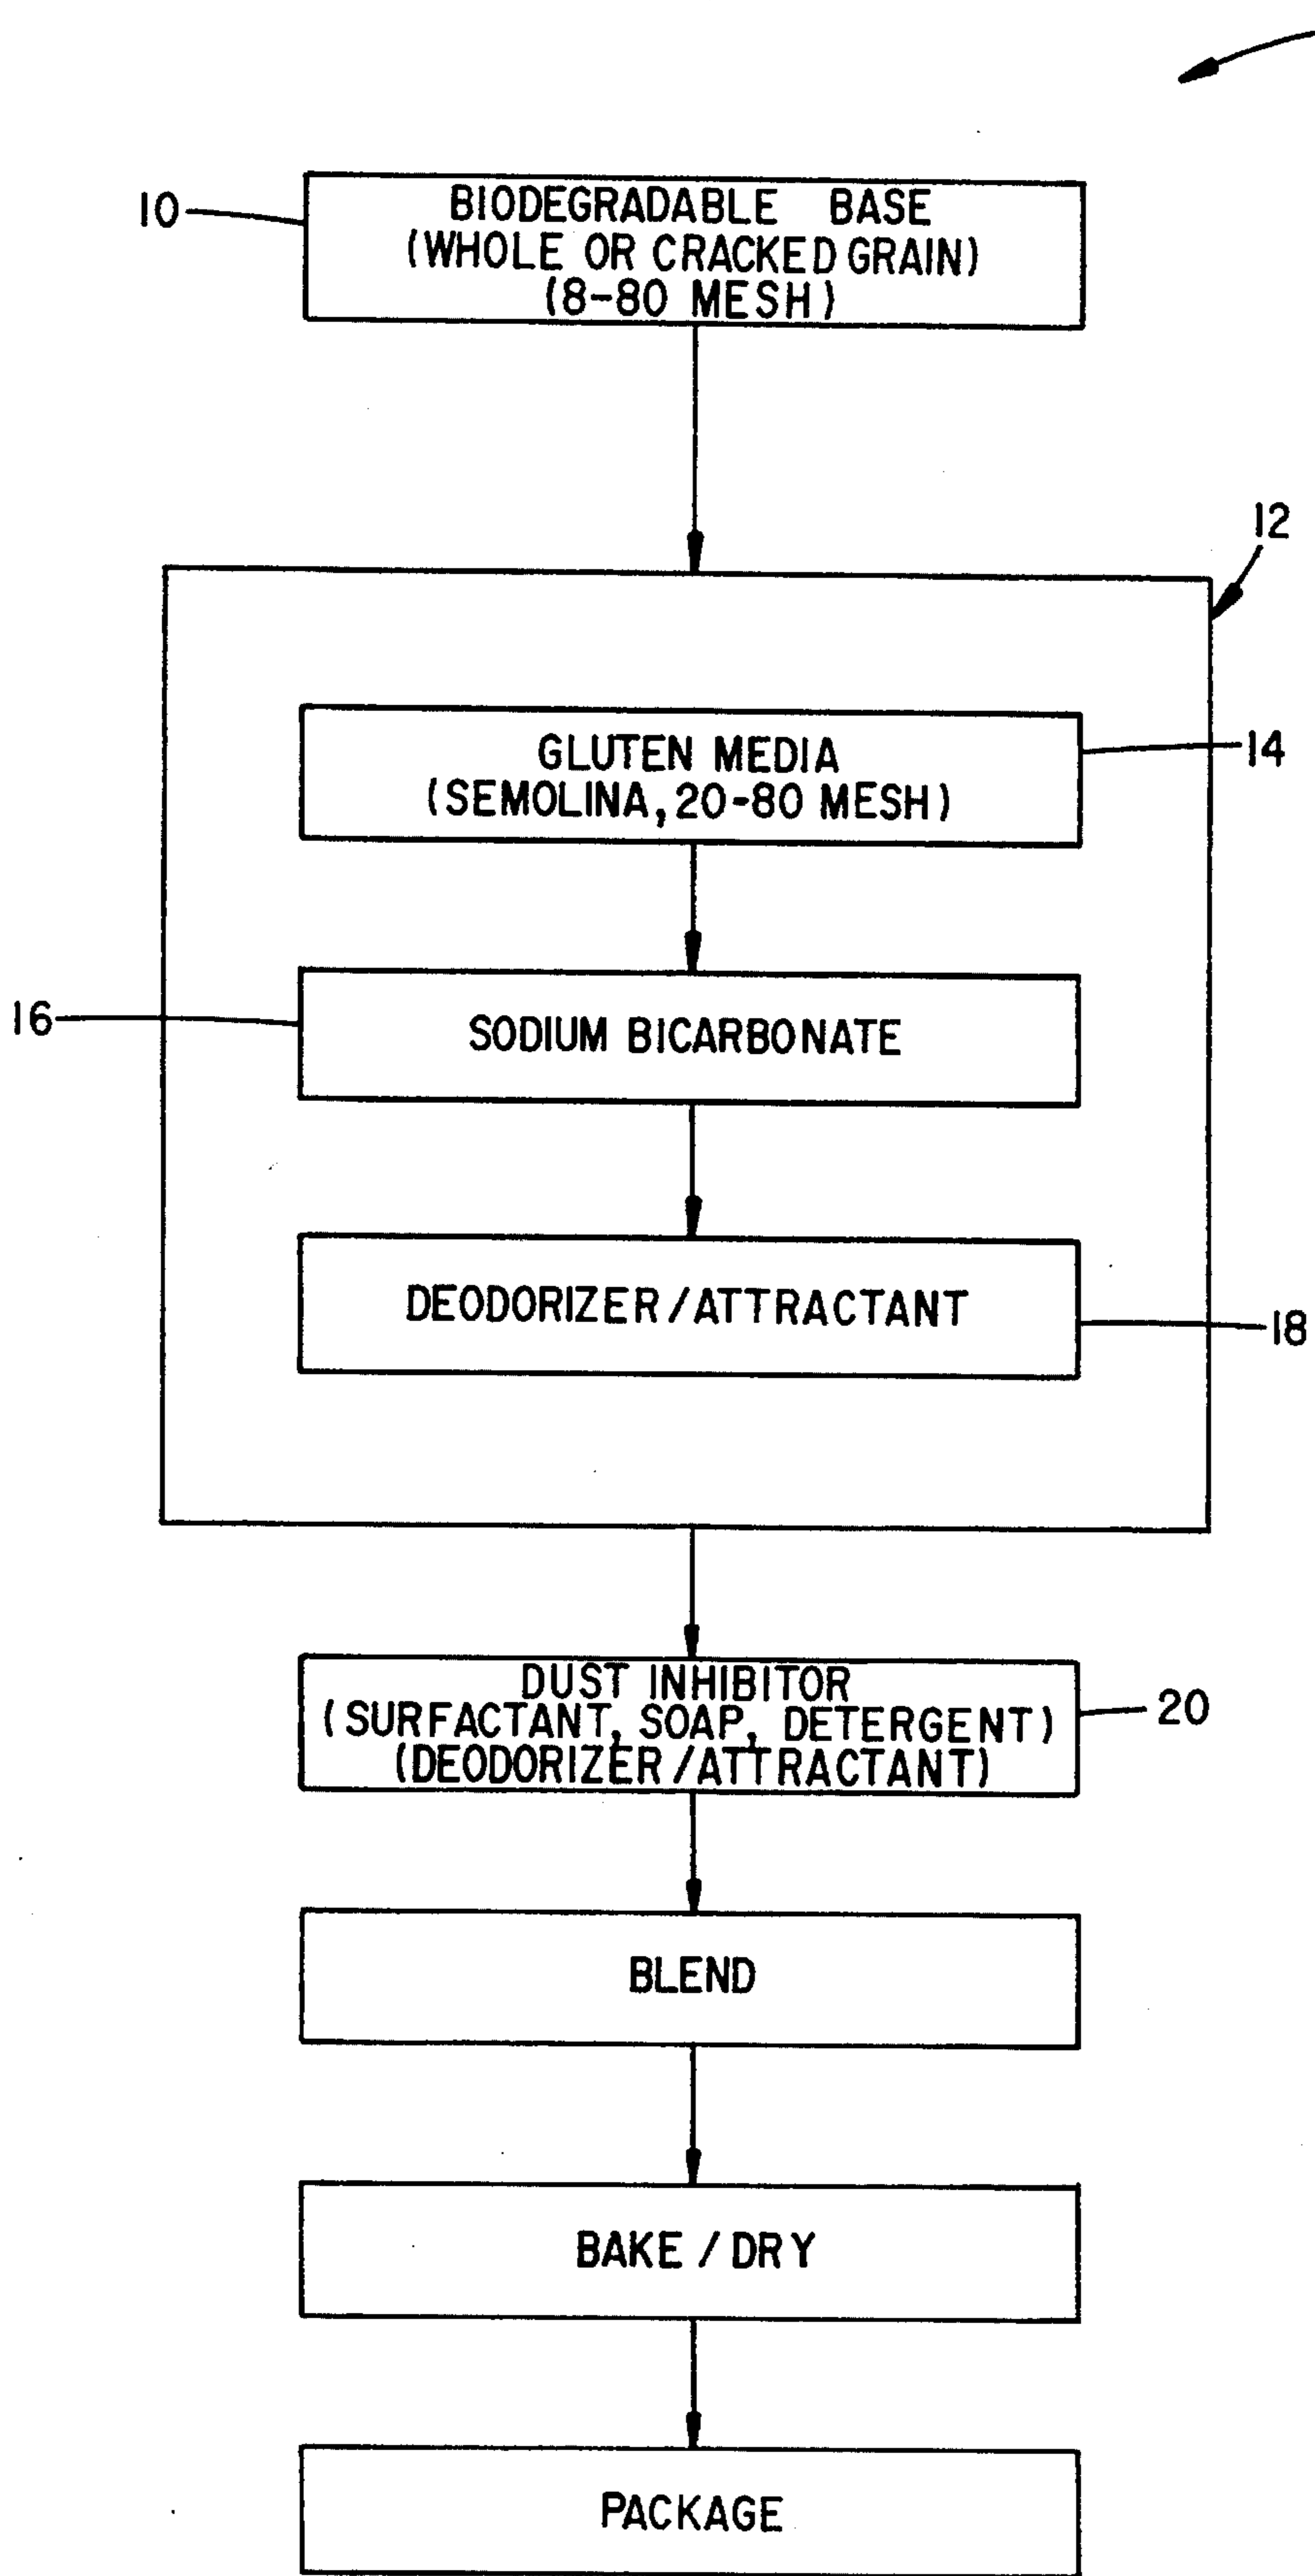 10
BIODEGRADABLE BASE
(WHOLE OR CRACKED GRAIN)
(8-80 MESH)
12
GLUTEN MEDIA
(SEMOLINA, 20-80 MESH)
14
16
SODIUM BICARBONATE
DEODORIZER/ATTRACTANT
18
DUST INHIBITOR
(SURFACTANT, SOAP, DETERGENT)
(DEODORIZER/ATTRACTANT)
20
BLEND
BAKE / DRY
PACKAGE